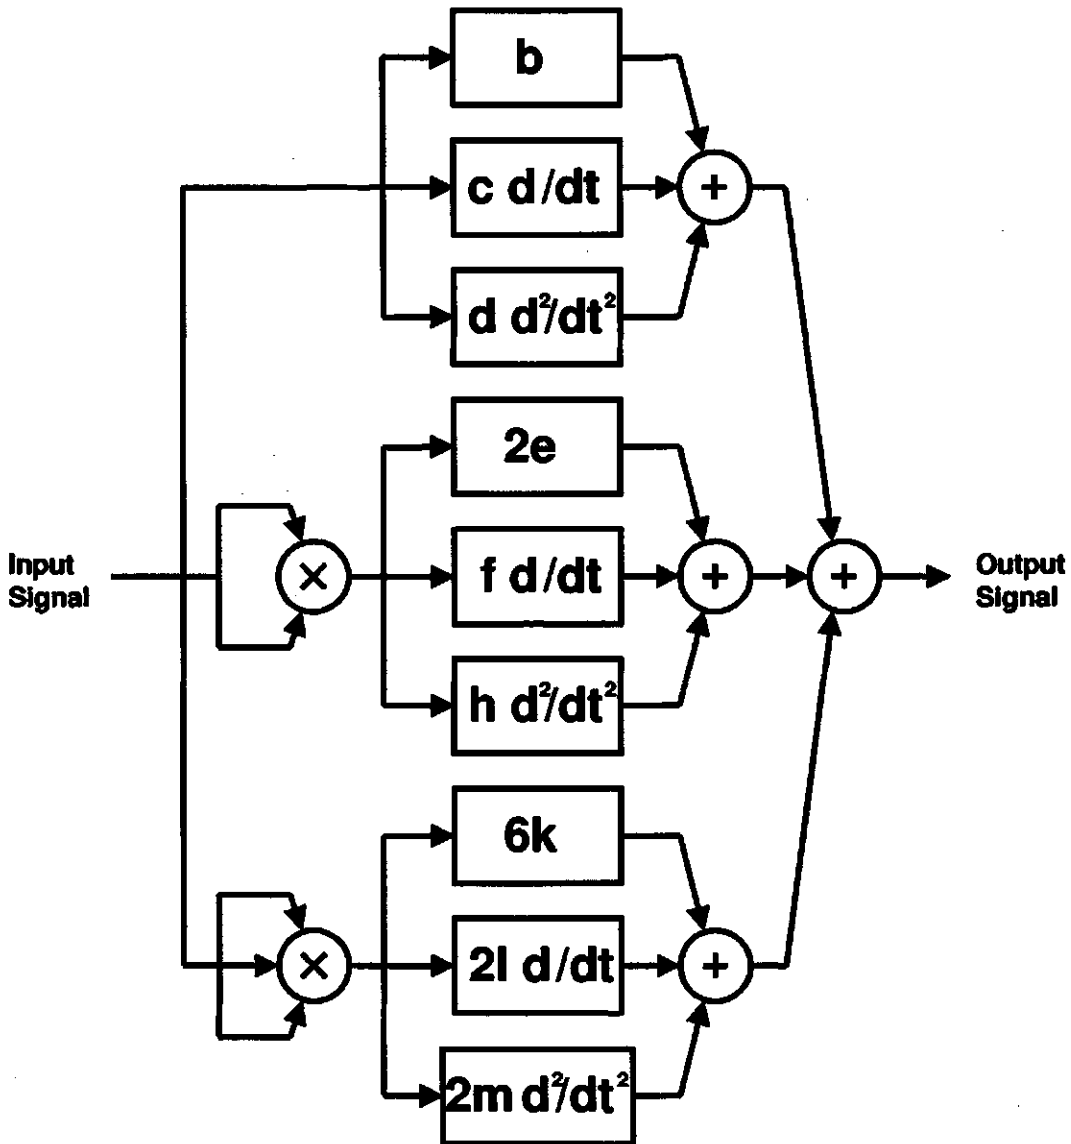 b
c d/dt
+
d d²/dt²
2e
Input
Signal
×
f d/dt
+
+
Output
Signal
h d²/dt²
6k
×
2l d/dt
+
2m d²/dt²